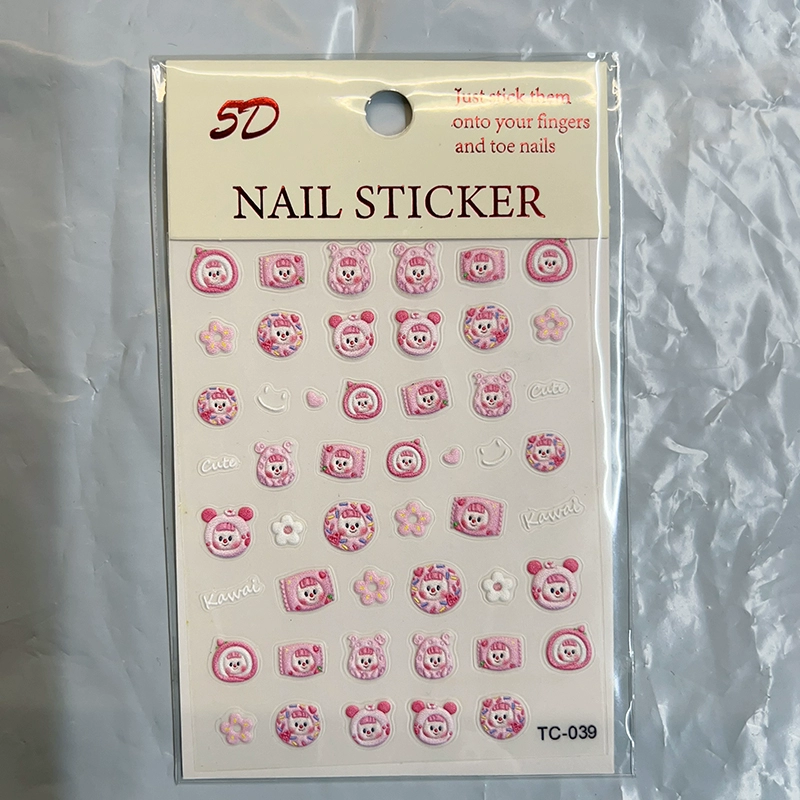 5D
Just stick them
onto your fingers
and toe nails
NAIL STICKER
Cute
Cute
Kawai
Kawai
TC-039